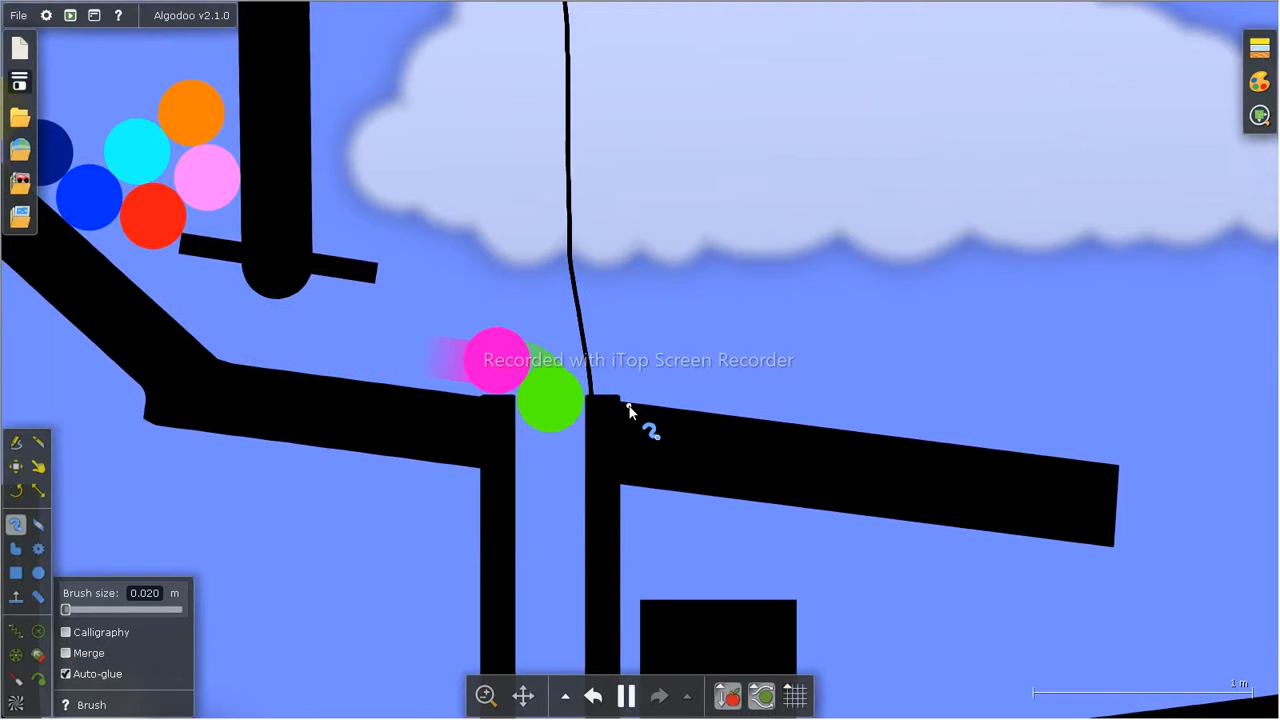 File ? Algodoo v2.1.0
Recorded with iTop Screen Recorder
Brush size: 0.020 m
Calligraphy
Merge
Auto-glue
? Brush
1 m